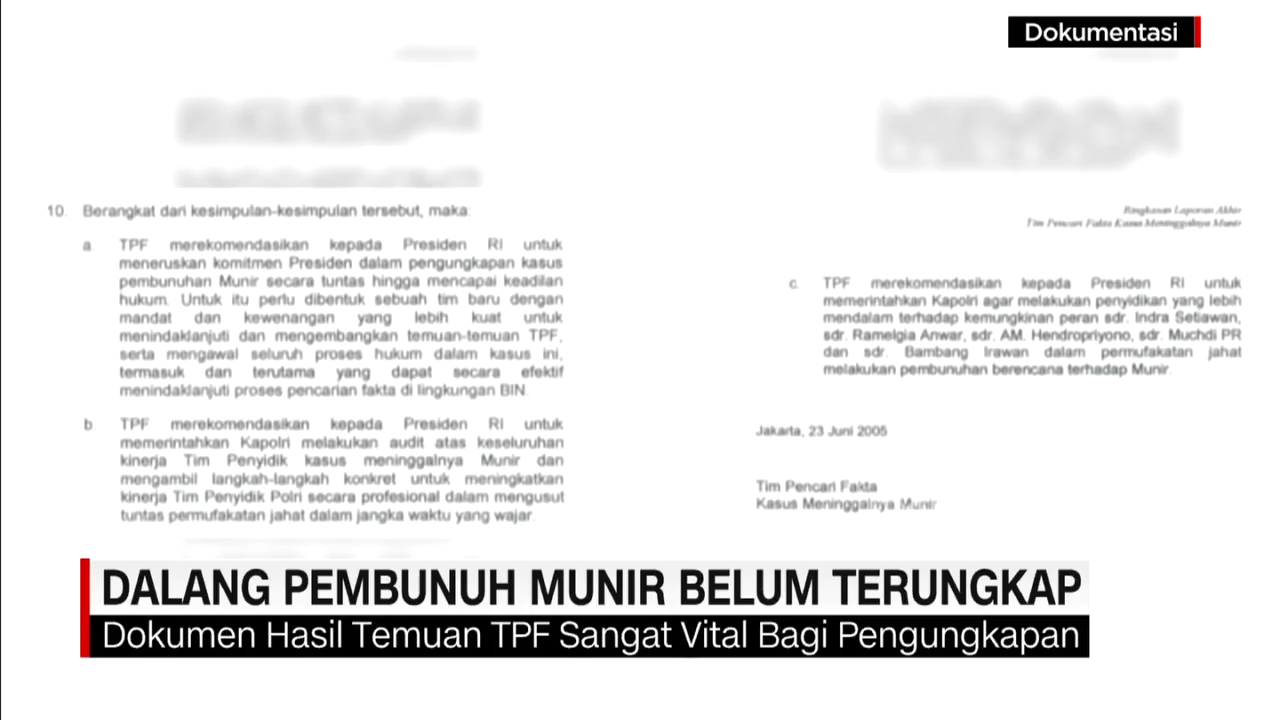 Dokumentasi
10. Berangkat dari kesimpulan-kesimpulan tersebut, maka:
a. TPF merekomendasikan kepada Presiden RI untuk
meneruskan komitmen Presiden dalam pengungkapan kasus
pembunuhan Munir secara tuntas hingga mencapai keadilan
hukum. Untuk itu perlu dibentuk sebuah tim baru dengan
mandat dan kewenangan yang lebih kuat untuk
menindaklanjuti dan mengembangkan temuan-temuan TPF,
serta mengawal seluruh proses hukum dalam kasus ini,
termasuk dan terutama yang dapat secara efektif
menindaklanjuti proses pencarian fakta di lingkungan BIN.
b. TPF merekomendasikan kepada Presiden RI untuk
memerintahkan Kapolri melakukan audit atas keseluruhan
kinerja Tim Penyidik kasus meninggalnya Munir dan
mengambil langkah-langkah konkret untuk meningkatkan
kinerja Tim Penyidik Polri secara profesional dalam mengusut
tuntas permufakatan jahat dalam jangka waktu yang wajar.
Ringkasan Laporan Akhir
Tim Pencari Fakta Kasus Meninggalnya Munir
c. TPF merekomendasikan kepada Presiden RI untuk
memerintahkan Kapolri agar melakukan penyidikan yang lebih
mendalam terhadap kemungkinan peran sdr. Indra Setiawan,
sdr. Ramelgia Anwar, sdr. AM. Hendropriyono, sdr. Muchdi PR
dan sdr. Bambang Irawan dalam permufakatan jahat
melakukan pembunuhan berencana terhadap Munir.
Jakarta, 23 Juni 2005
Tim Pencari Fakta
Kasus Meninggalnya Munir
DALANG PEMBUNUH MUNIR BELUM TERUNGKAP
Dokumen Hasil Temuan TPF Sangat Vital Bagi Pengungkapan